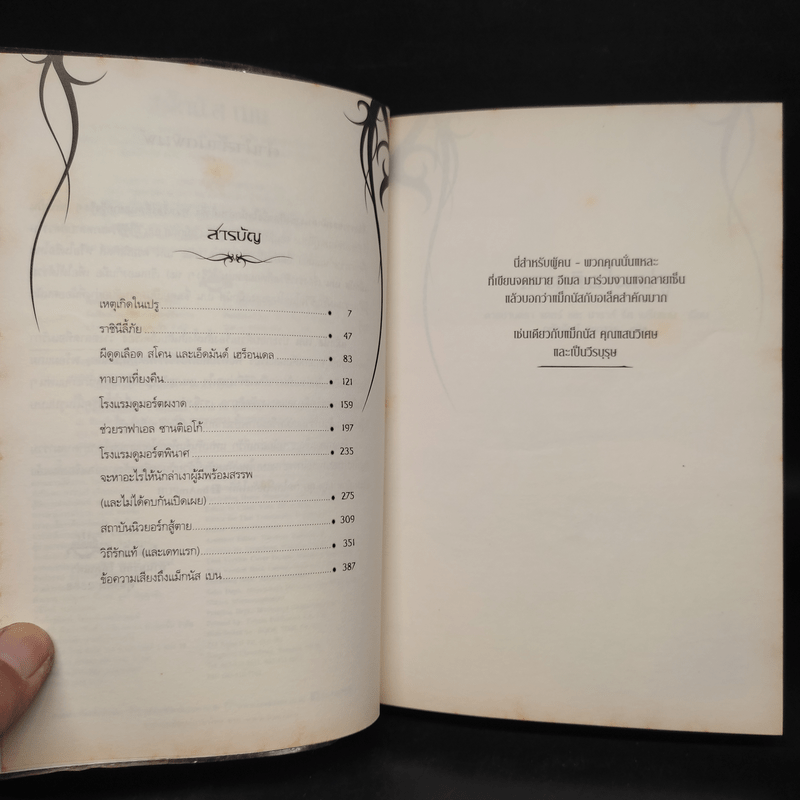 สารบัญ
เหตุเกิดในเปรู 7
ราชินีลี้ภัย 47
ผีดูดเลือด สโคน และเอ็ดมันต์ เฮร็อนเดล 83
ทายาทเที่ยงคืน 121
โรงแรมดูมอร์ตผงาด 159
ช่วยราฟาเอล ซานติเอโก้ 197
โรงแรมดูมอร์ตพินาศ 235
จะหาอะไรให้นักล่าเงาผู้มีพร้อมสรรพ
(และไม่ได้คบกันเปิดเผย) 275
สถาบันนิวยอร์กสู้ตาย 309
วิถีรักแท้ (และเดทแรก) 351
ข้อความเสียงถึงแม็กนัส เบน 387
นี่สำหรับผู้คน - พวกคุณนั่นแหละ
ที่เขียนจดหมาย อีเมล มาร่วมงานแจกลายเซ็น
แล้วบอกว่าแม็กนัสกับอเล็คสำคัญมาก
เช่นเดียวกับแม็กนัส คุณแสนวิเศษ
และเป็นวีรบุรุษ